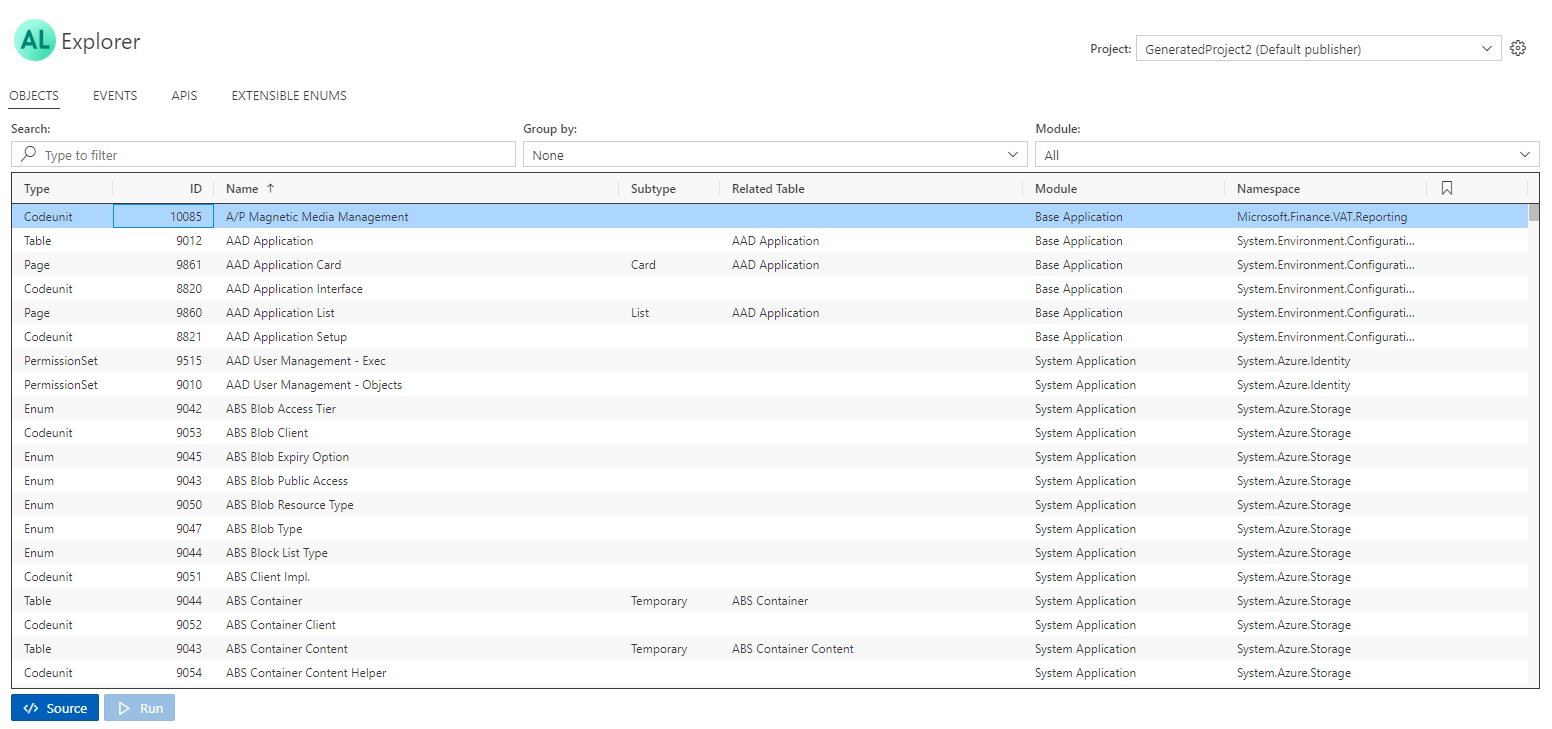 AL Explorer
Project: GeneratedProject2 (Default publisher)
OBJECTS EVENTS APIS EXTENSIBLE ENUMS
Search: Group by: Module:
Type to filter None All
Type ID Name ↑ Subtype Related Table Module Namespace
Codeunit 10085 A/P Magnetic Media Management Base Application Microsoft.Finance.VAT.Reporting
Table 9012 AAD Application AAD Application Base Application System.Environment.Configurati...
Page 9861 AAD Application Card Card AAD Application Base Application System.Environment.Configurati...
Codeunit 8820 AAD Application Interface Base Application System.Environment.Configurati...
Page 9860 AAD Application List List AAD Application Base Application System.Environment.Configurati...
Codeunit 8821 AAD Application Setup Base Application System.Environment.Configurati...
PermissionSet 9515 AAD User Management - Exec System Application System.Azure.Identity
PermissionSet 9010 AAD User Management - Objects System Application System.Azure.Identity
Enum 9042 ABS Blob Access Tier System Application System.Azure.Storage
Codeunit 9053 ABS Blob Client System Application System.Azure.Storage
Enum 9045 ABS Blob Expiry Option System Application System.Azure.Storage
Enum 9043 ABS Blob Public Access System Application System.Azure.Storage
Enum 9050 ABS Blob Resource Type System Application System.Azure.Storage
Enum 9047 ABS Blob Type System Application System.Azure.Storage
Enum 9044 ABS Block List Type System Application System.Azure.Storage
Codeunit 9051 ABS Client Impl. System Application System.Azure.Storage
Table 9044 ABS Container Temporary ABS Container System Application System.Azure.Storage
Codeunit 9052 ABS Container Client System Application System.Azure.Storage
Table 9043 ABS Container Content Temporary ABS Container Content System Application System.Azure.Storage
Codeunit 9054 ABS Container Content Helper System Application System.Azure.Storage
Source Run